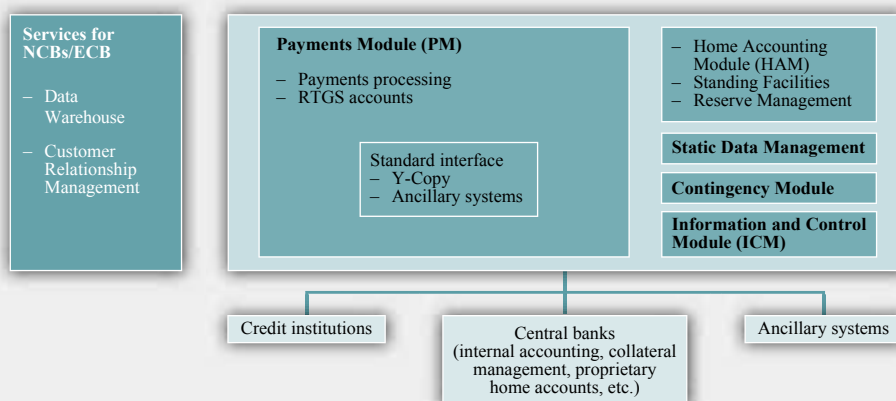 Services for
NCBs/ECB
– Data
Warehouse
– Customer
Relationship
Management
Payments Module (PM)
– Payments processing
– RTGS accounts
Standard interface
– Y-Copy
– Ancillary systems
– Home Accounting
Module (HAM)
– Standing Facilities
– Reserve Management
Static Data Management
Contingency Module
Information and Control
Module (ICM)
Credit institutions
Central banks
(internal accounting, collateral
management, proprietary
home accounts, etc.)
Ancillary systems